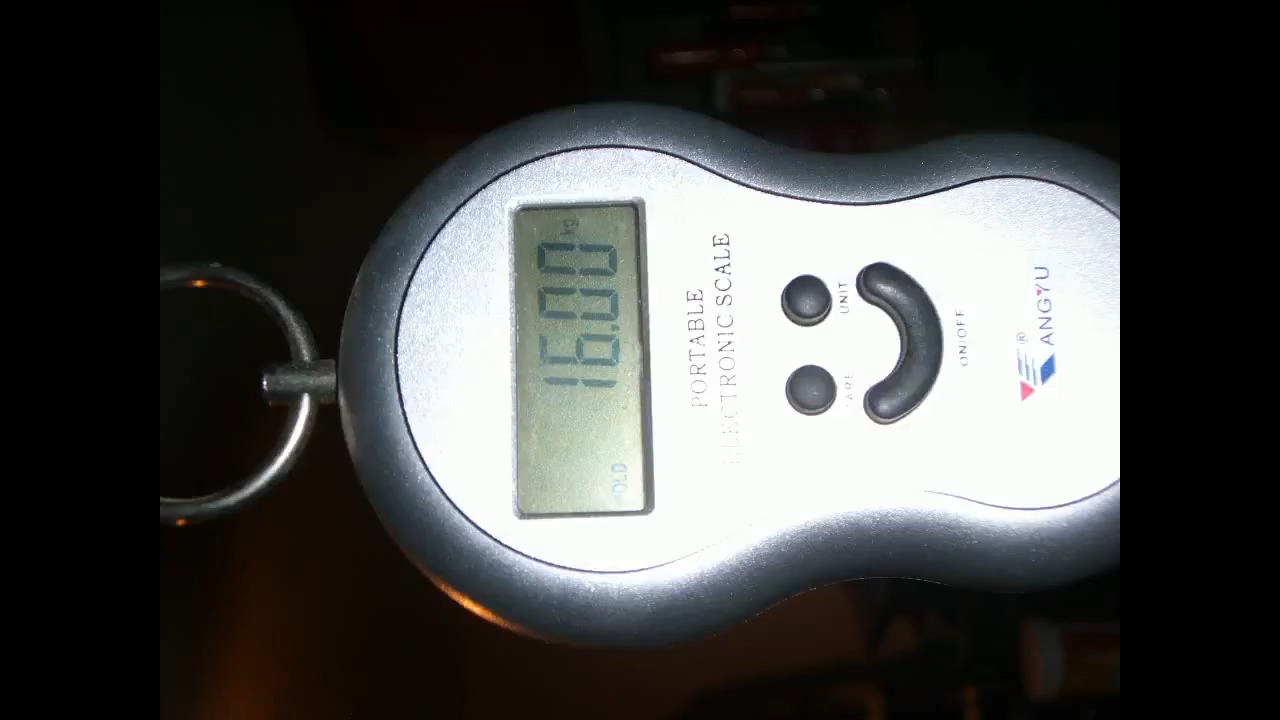 16.00 kg
HOLD
PORTABLE
ELECTRONIC SCALE
TARE UNIT
ON/OFF
® ANGYU